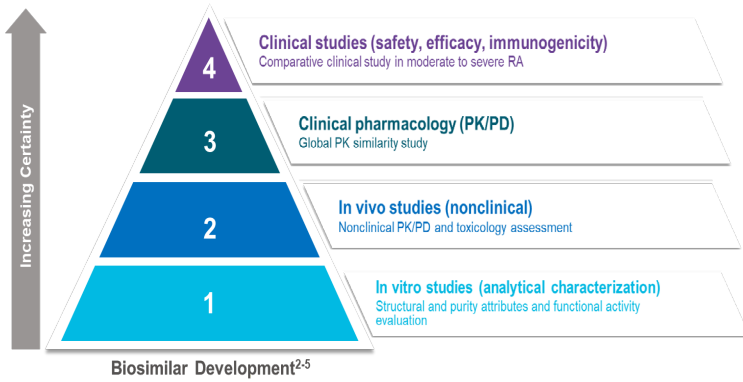 4
Clinical studies (safety, efficacy, immunogenicity)
Comparative clinical study in moderate to severe RA
3
Clinical pharmacology (PK/PD)
Global PK similarity study
2
In vivo studies (nonclinical)
Nonclinical PK/PD and toxicology assessment
1
In vitro studies (analytical characterization)
Structural and purity attributes and functional activity
evaluation
Increasing Certainty
Biosimilar Development2-5